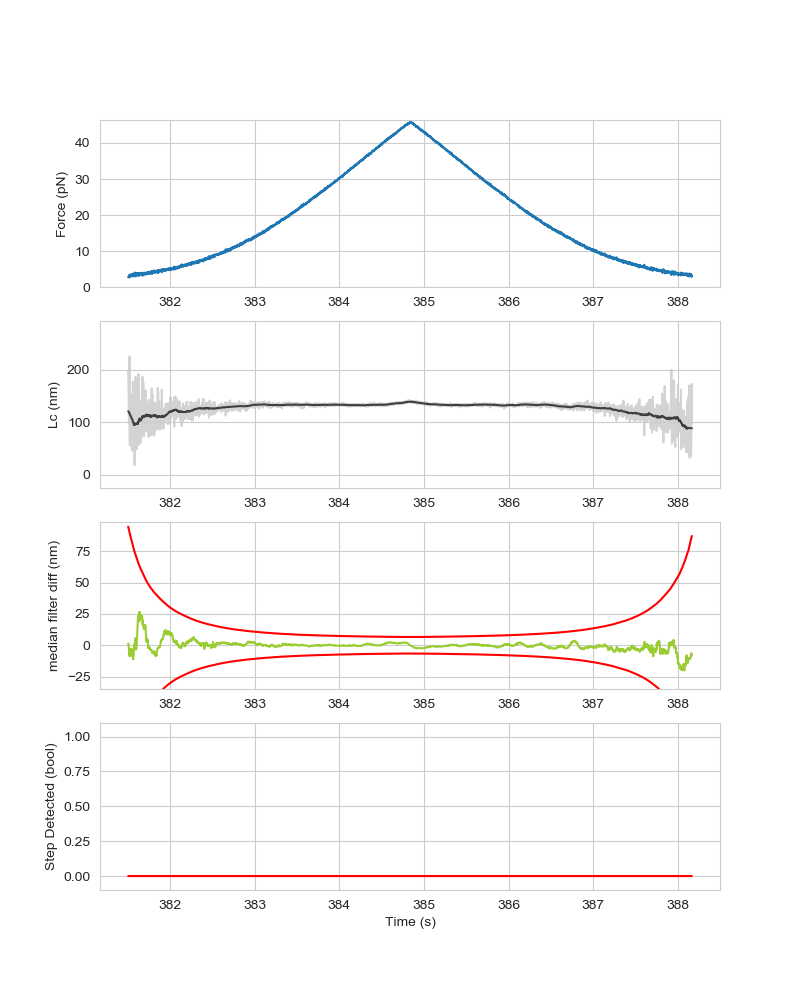 Force (pN)
40
30
20
10
0
382 383 384 385 386 387 388
Lc (nm)
200
100
0
382 383 384 385 386 387 388
median filter diff (nm)
75
50
25
0
−25
382 383 384 385 386 387 388
Step Detected (bool)
1.00
0.75
0.50
0.25
0.00
382 383 384 385 386 387 388
Time (s)